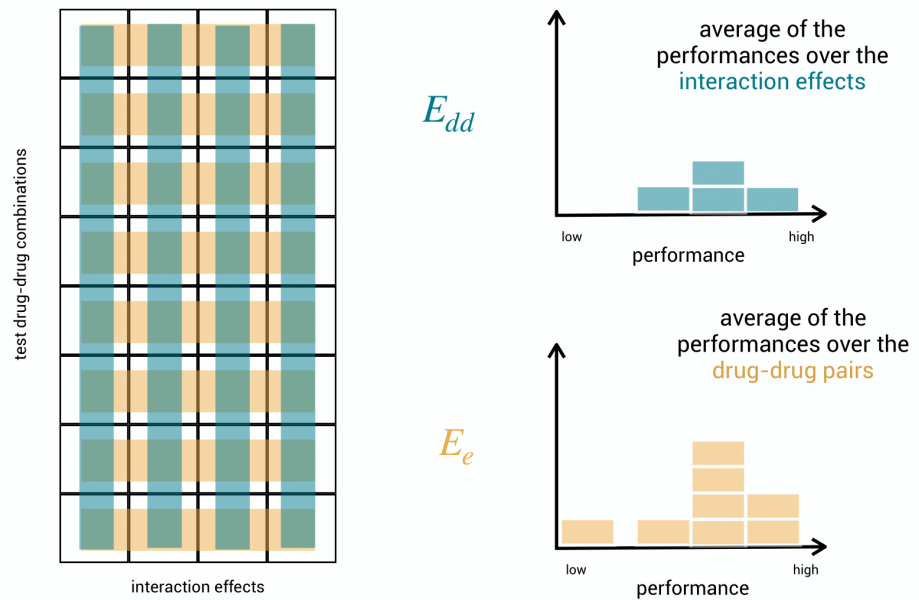 test drug-drug combinations
interaction effects
E_dd
average of the
performances over the
interaction effects
low
high
performance
E_e
average of the
performances over the
drug-drug pairs
low
high
performance